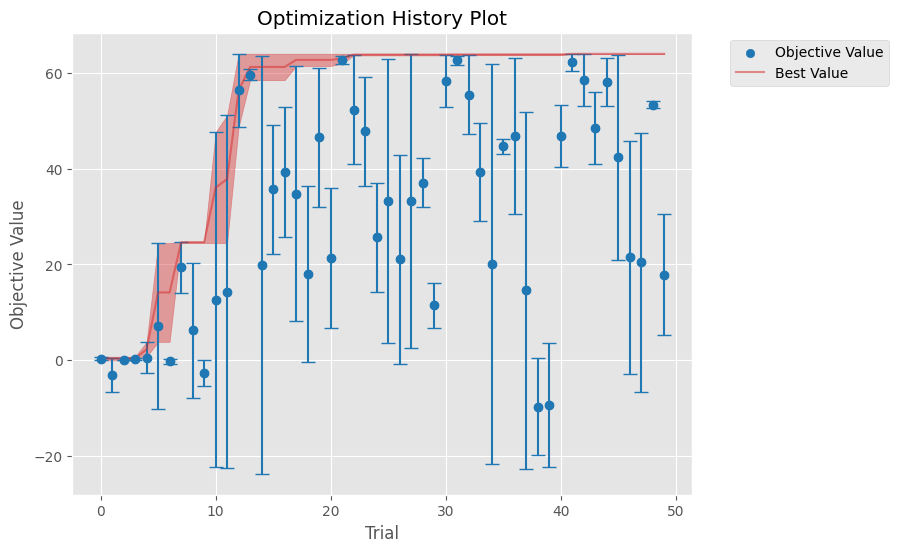 Optimization History Plot
Objective Value
Best Value
Objective Value
60
40
20
0
−20
0 10 20 30 40 50
Trial